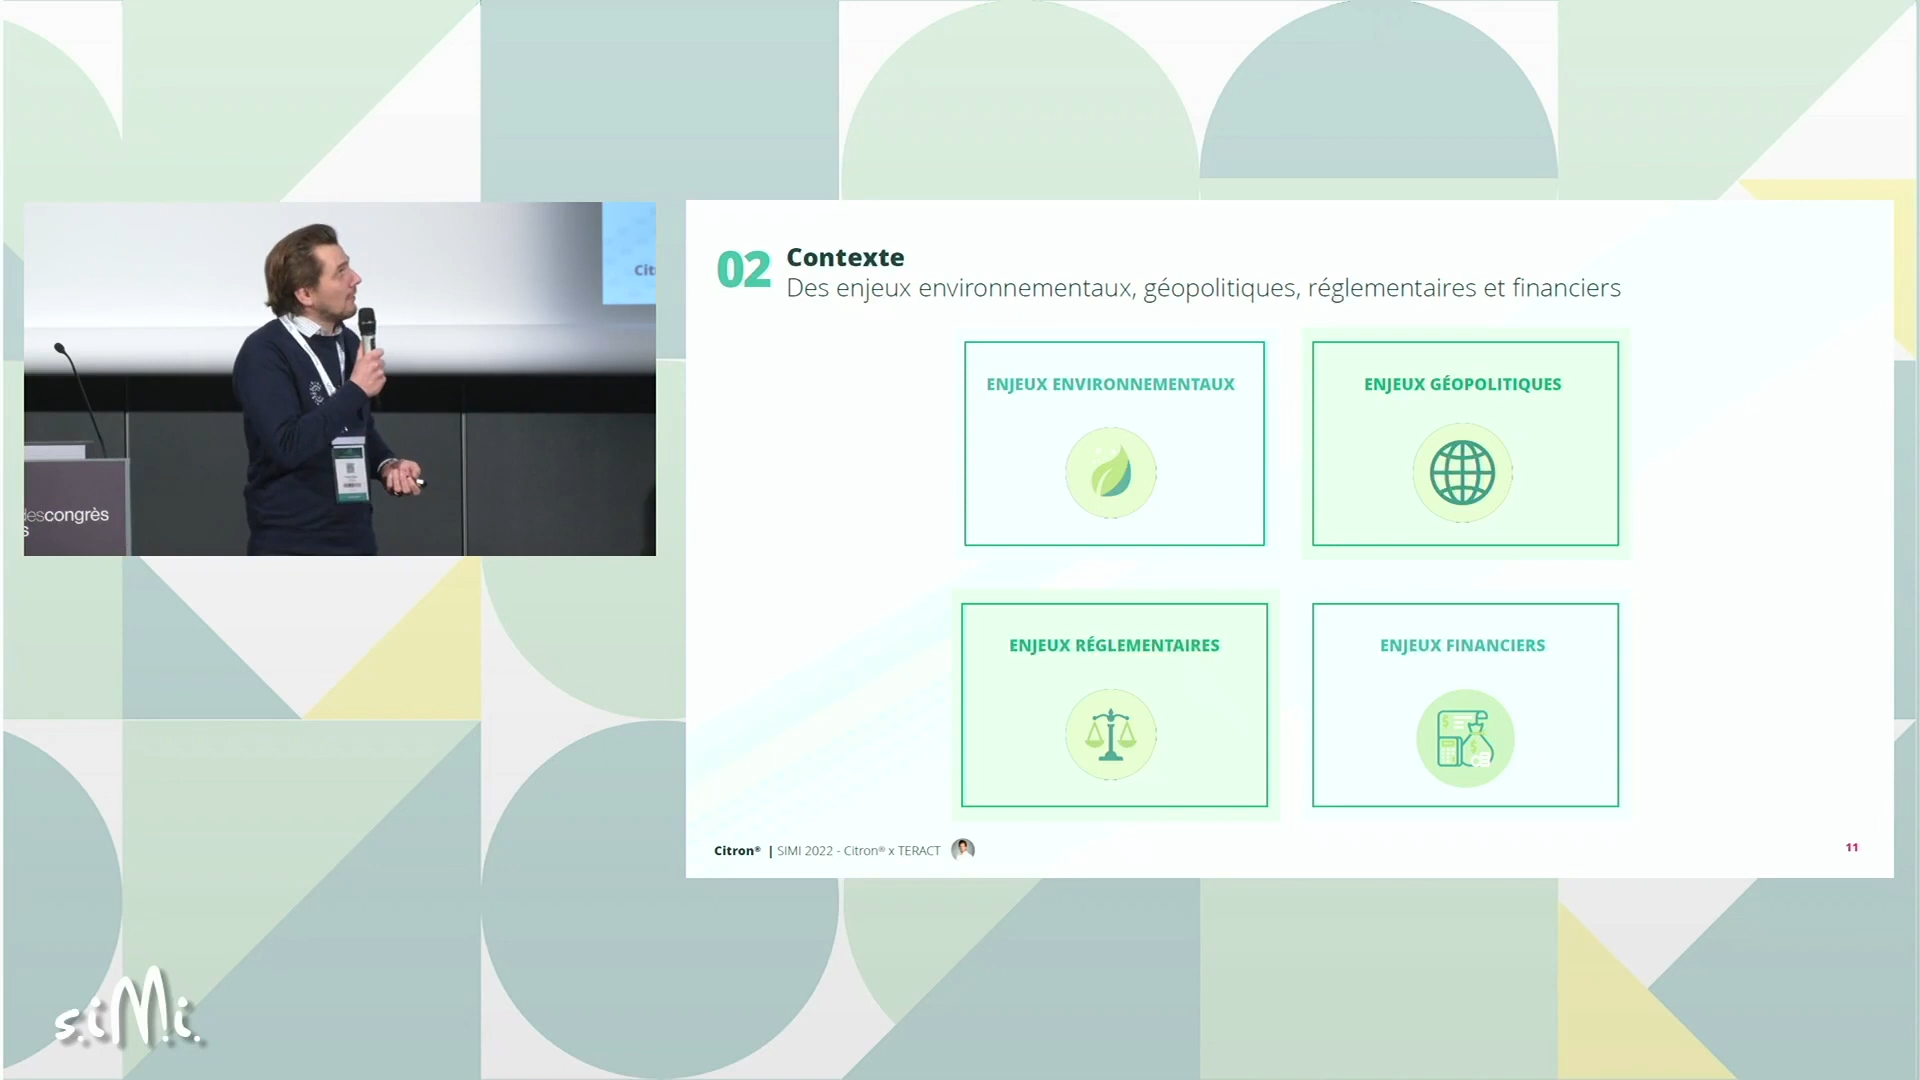 Cit
descongrès
s
02
Contexte
Des enjeux environnementaux, géopolitiques, réglementaires et financiers
ENJEUX ENVIRONNEMENTAUX
ENJEUX GÉOPOLITIQUES
ENJEUX RÉGLEMENTAIRES
ENJEUX FINANCIERS
Citron® | SIMI 2022 - Citron® x TERACT
11
siMi.